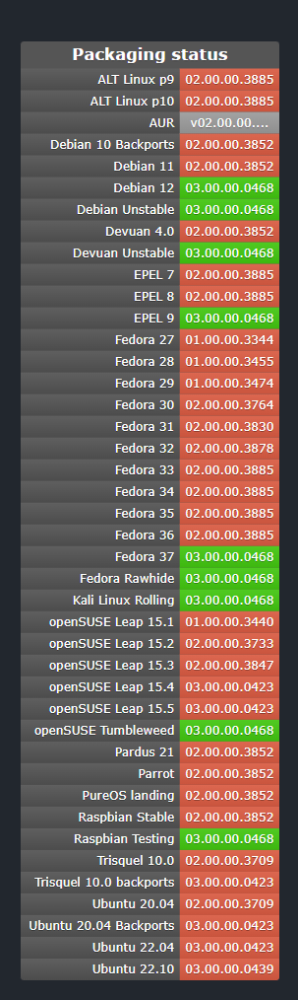 Packaging status
ALT Linux p9 02.00.00.3885
ALT Linux p10 02.00.00.3885
AUR v02.00.00....
Debian 10 Backports 02.00.00.3852
Debian 11 02.00.00.3852
Debian 12 03.00.00.0468
Debian Unstable 03.00.00.0468
Devuan 4.0 02.00.00.3852
Devuan Unstable 03.00.00.0468
EPEL 7 02.00.00.3885
EPEL 8 02.00.00.3885
EPEL 9 03.00.00.0468
Fedora 27 01.00.00.3344
Fedora 28 01.00.00.3455
Fedora 29 01.00.00.3474
Fedora 30 02.00.00.3764
Fedora 31 02.00.00.3830
Fedora 32 02.00.00.3878
Fedora 33 02.00.00.3885
Fedora 34 02.00.00.3885
Fedora 35 02.00.00.3885
Fedora 36 02.00.00.3885
Fedora 37 03.00.00.0468
Fedora Rawhide 03.00.00.0468
Kali Linux Rolling 03.00.00.0468
openSUSE Leap 15.1 01.00.00.3440
openSUSE Leap 15.2 02.00.00.3733
openSUSE Leap 15.3 02.00.00.3847
openSUSE Leap 15.4 03.00.00.0423
openSUSE Leap 15.5 03.00.00.0423
openSUSE Tumbleweed 03.00.00.0468
Pardus 21 02.00.00.3852
Parrot 02.00.00.3852
PureOS landing 02.00.00.3852
Raspbian Stable 02.00.00.3852
Raspbian Testing 03.00.00.0468
Trisquel 10.0 02.00.00.3709
Trisquel 10.0 backports 03.00.00.0423
Ubuntu 20.04 02.00.00.3709
Ubuntu 20.04 Backports 03.00.00.0423
Ubuntu 22.04 03.00.00.0423
Ubuntu 22.10 03.00.00.0439